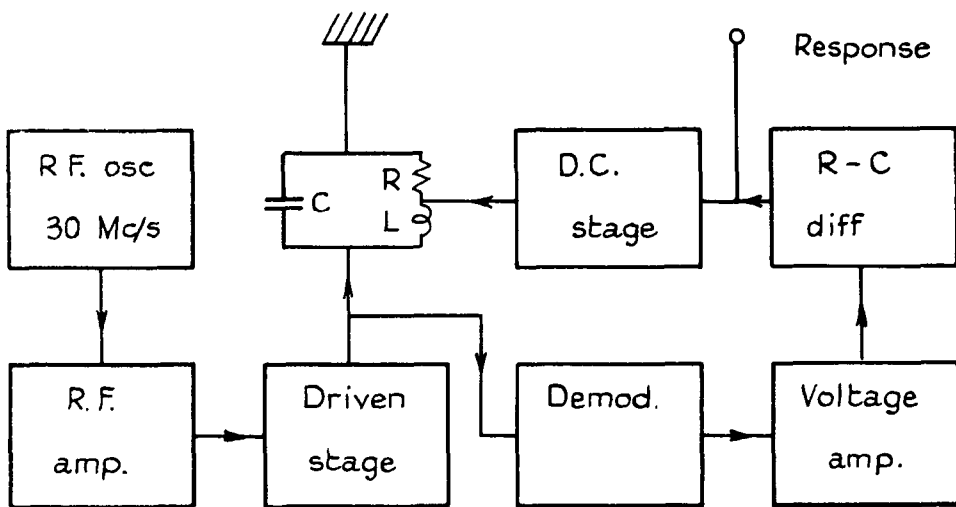 Response
R.F. osc
30 Mc/s
C
R
L
D.C.
stage
R-C
diff
R.F.
amp.
Driven
stage
Demod.
Voltage
amp.